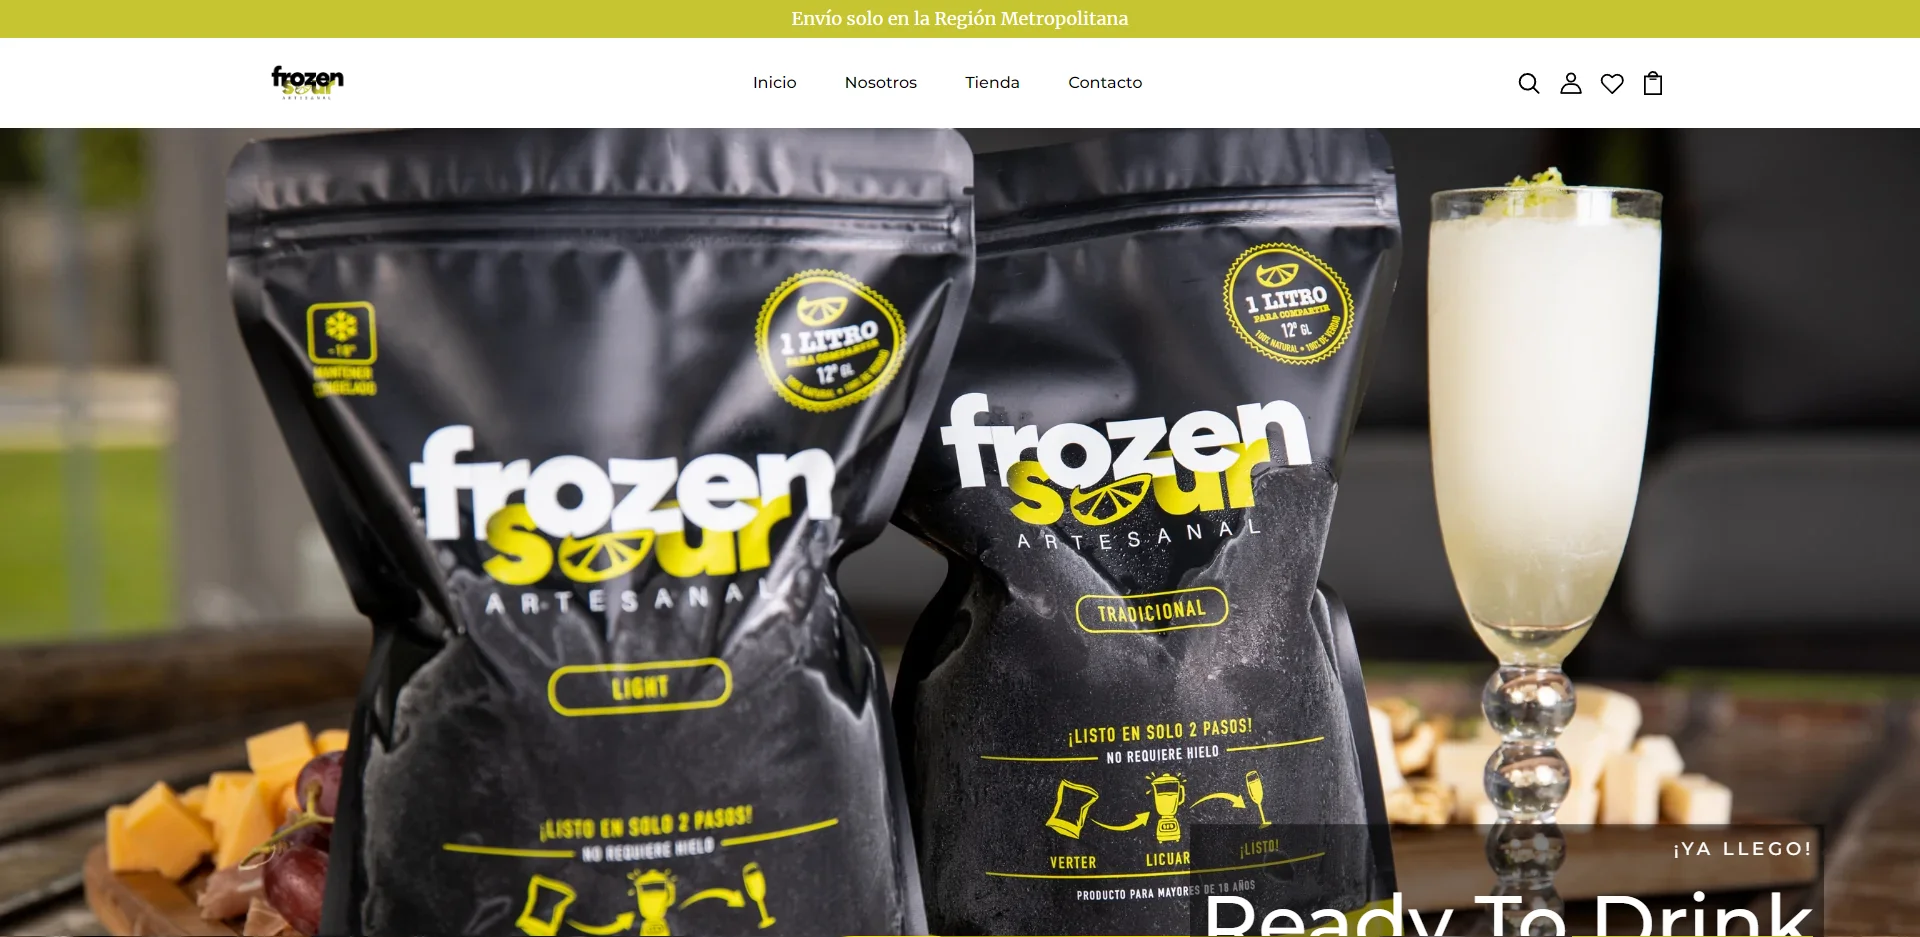 Envío solo en la Región Metropolitana
frozen
sour
ARTESANAL
Inicio
Nosotros
Tienda
Contacto
-18°
MANTENER
CONGELADO
1 LITRO
PARA COMPARTIR
12° GL
100% NATURAL • 100% DE VERDAD
frozen
sour
ARTESANAL
LIGHT
¡LISTO EN SOLO 2 PASOS!
NO REQUIERE HIELO
1 LITRO
PARA COMPARTIR
12° GL
100% NATURAL • 100% DE VERDAD
frozen
sour
ARTESANAL
TRADICIONAL
¡LISTO EN SOLO 2 PASOS!
NO REQUIERE HIELO
VERTER
LICUAR
¡LISTO!
PRODUCTO PARA MAYORES DE 18 AÑOS
¡YA LLEGO!
Ready To Drink